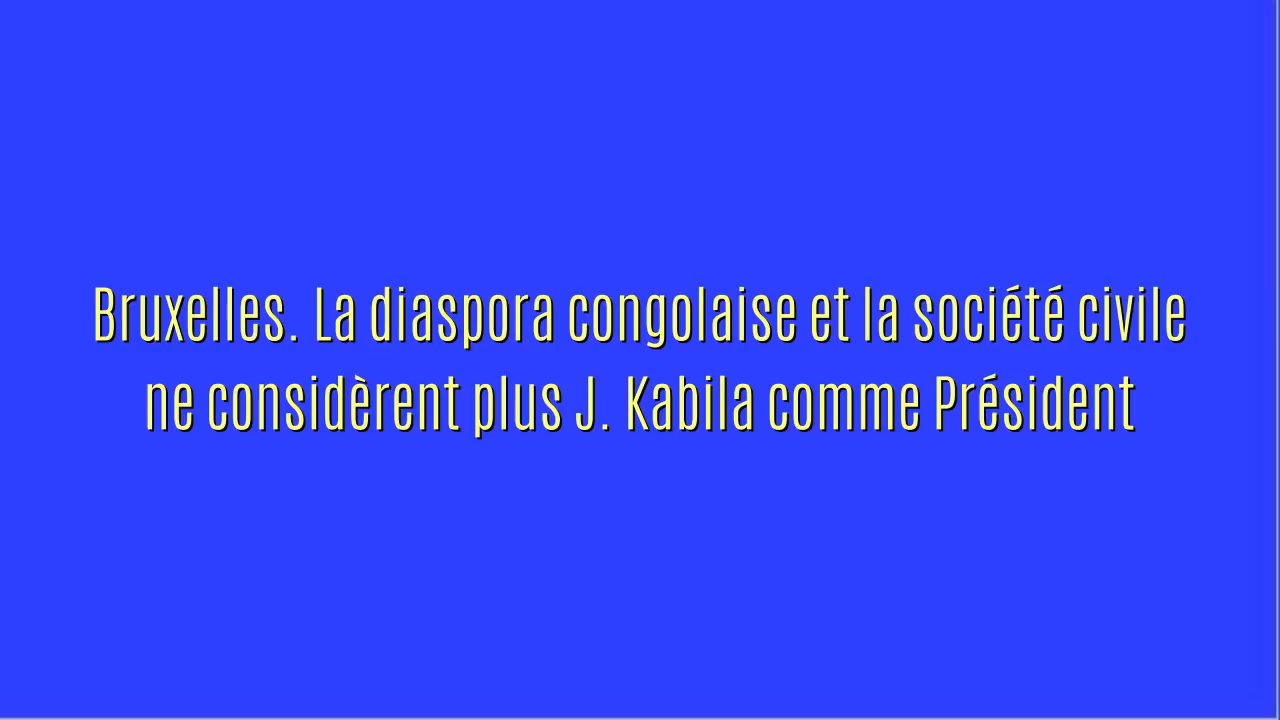 Bruxelles. La diaspora congolaise et la société civile
ne considèrent plus J. Kabila comme Président